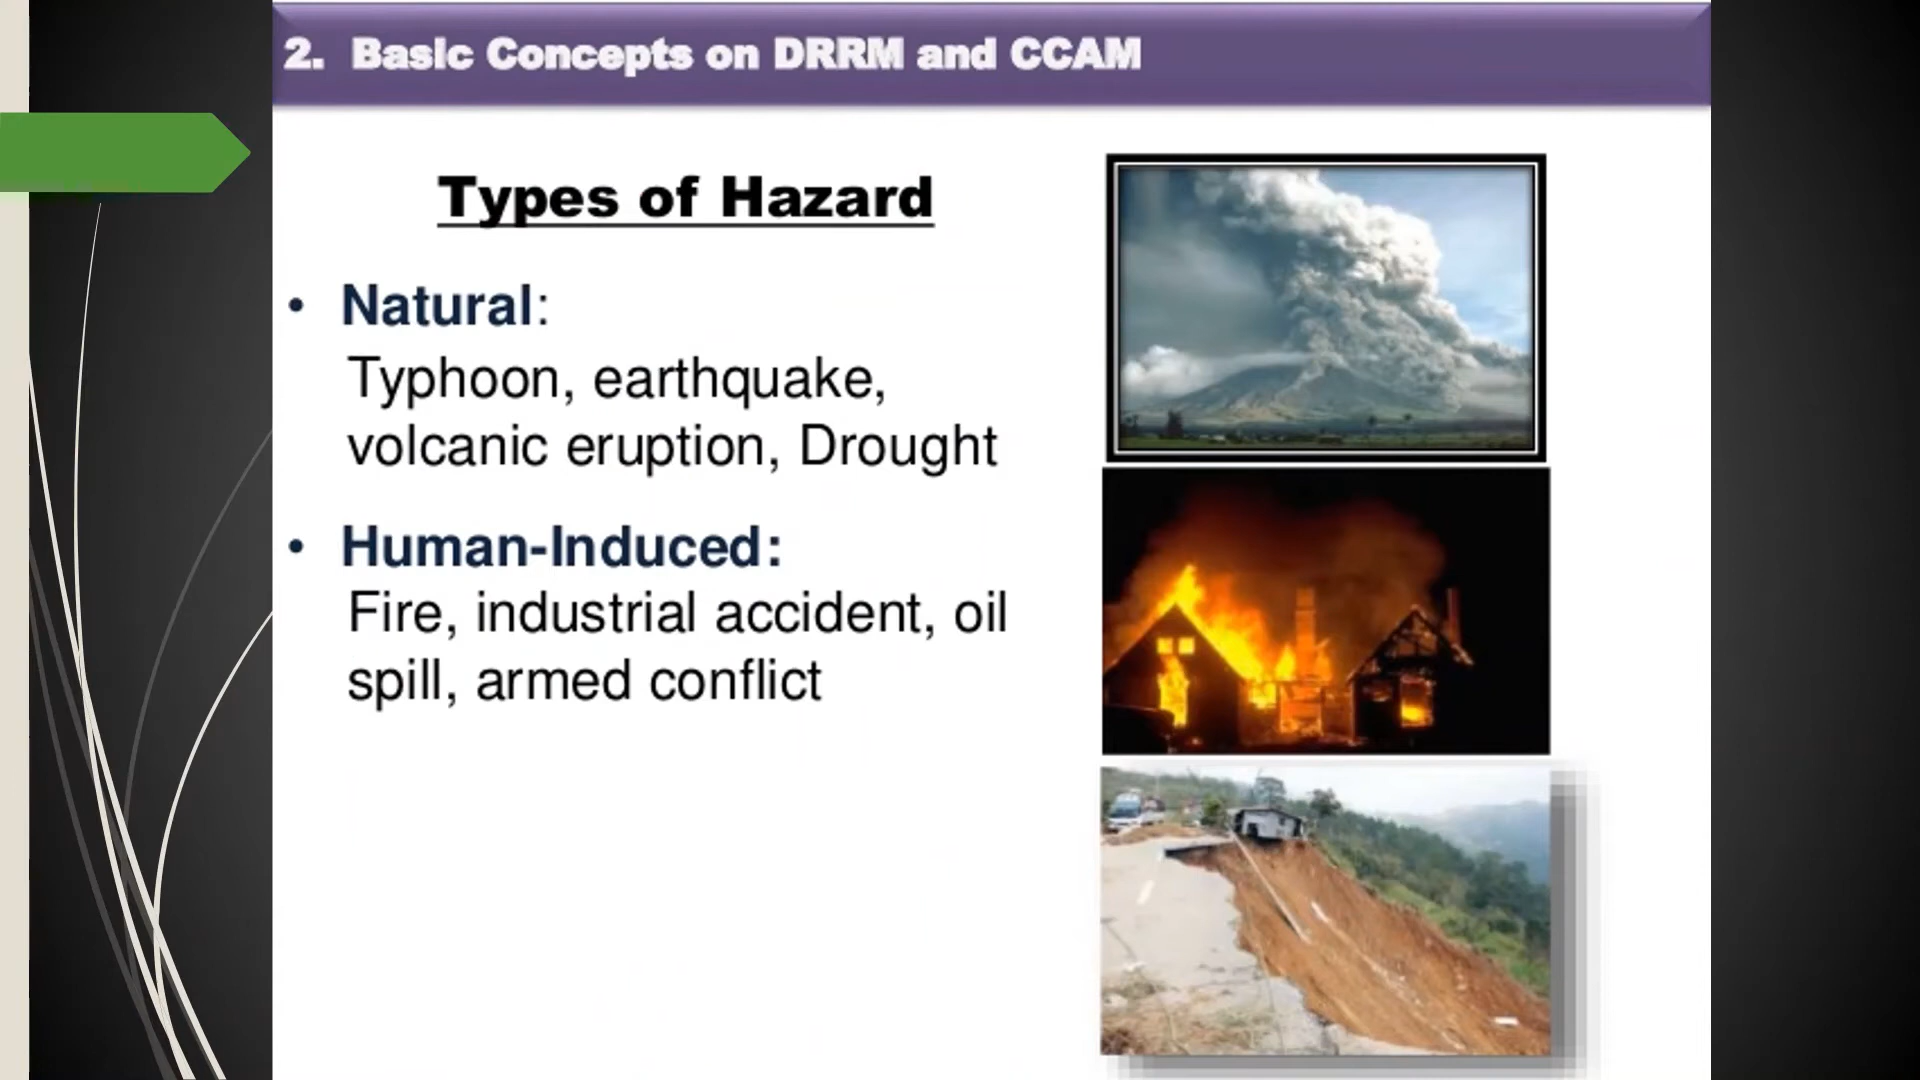 2. Basic Concepts on DRRM and CCAM
Types of Hazard
• Natural:
Typhoon, earthquake,
volcanic eruption, Drought
• Human-Induced:
Fire, industrial accident, oil
spill, armed conflict